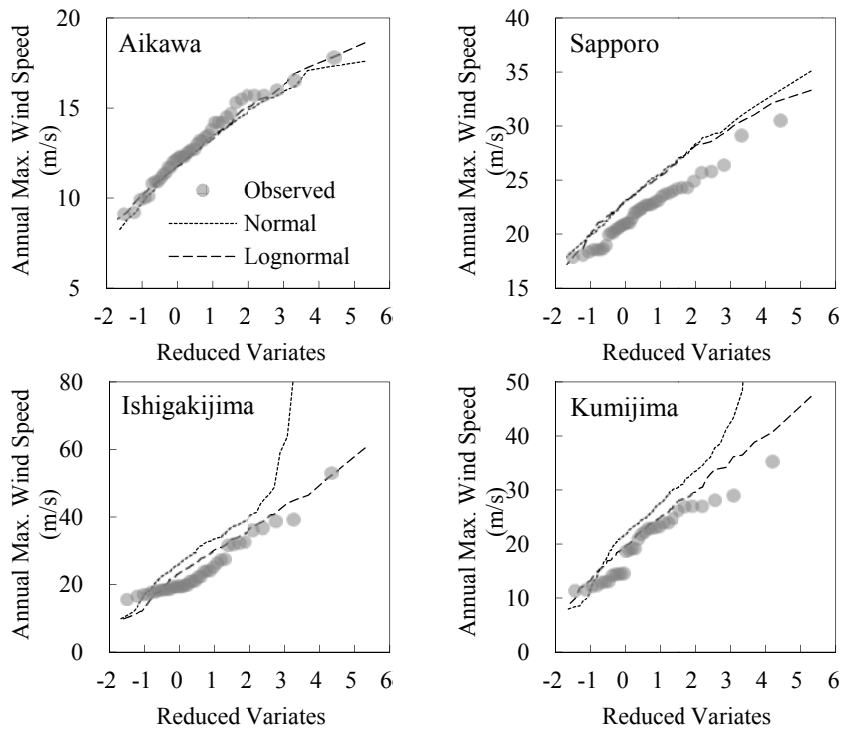 20
15
10
5
Annual Max. Wind Speed
(m/s)
Aikawa
Observed
Normal
Lognormal
-2 -1 0 1 2 3 4 5 6
Reduced Variates
40
35
30
25
20
15
Annual Max. Wind Speed
(m/s)
Sapporo
-2 -1 0 1 2 3 4 5 6
Reduced Variates
80
60
40
20
0
Annual Max. Wind Speed
(m/s)
Ishigakijima
-2 -1 0 1 2 3 4 5 6
Reduced Variates
50
40
30
20
10
0
Annual Max. Wind Speed
(m/s)
Kumijima
-2 -1 0 1 2 3 4 5 6
Reduced Variates